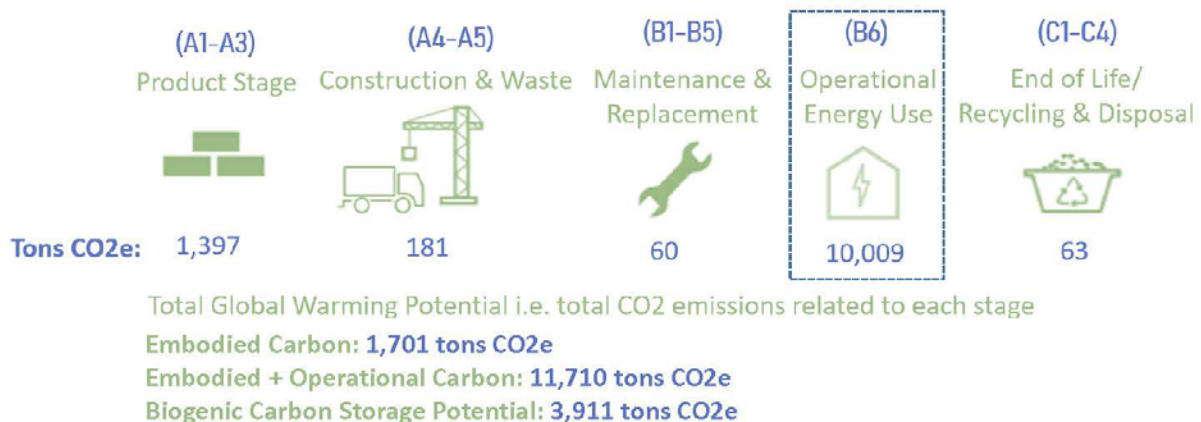 (A1-A3) (A4-A5) (B1-B5) (B6) (C1-C4)
Product Stage Construction & Waste Maintenance & Replacement Operational Energy Use End of Life/ Recycling & Disposal
Tons CO2e: 1,397 181 60 10,009 63
Total Global Warming Potential i.e. total CO2 emissions related to each stage
Embodied Carbon: 1,701 tons CO2e
Embodied + Operational Carbon: 11,710 tons CO2e
Biogenic Carbon Storage Potential: 3,911 tons CO2e